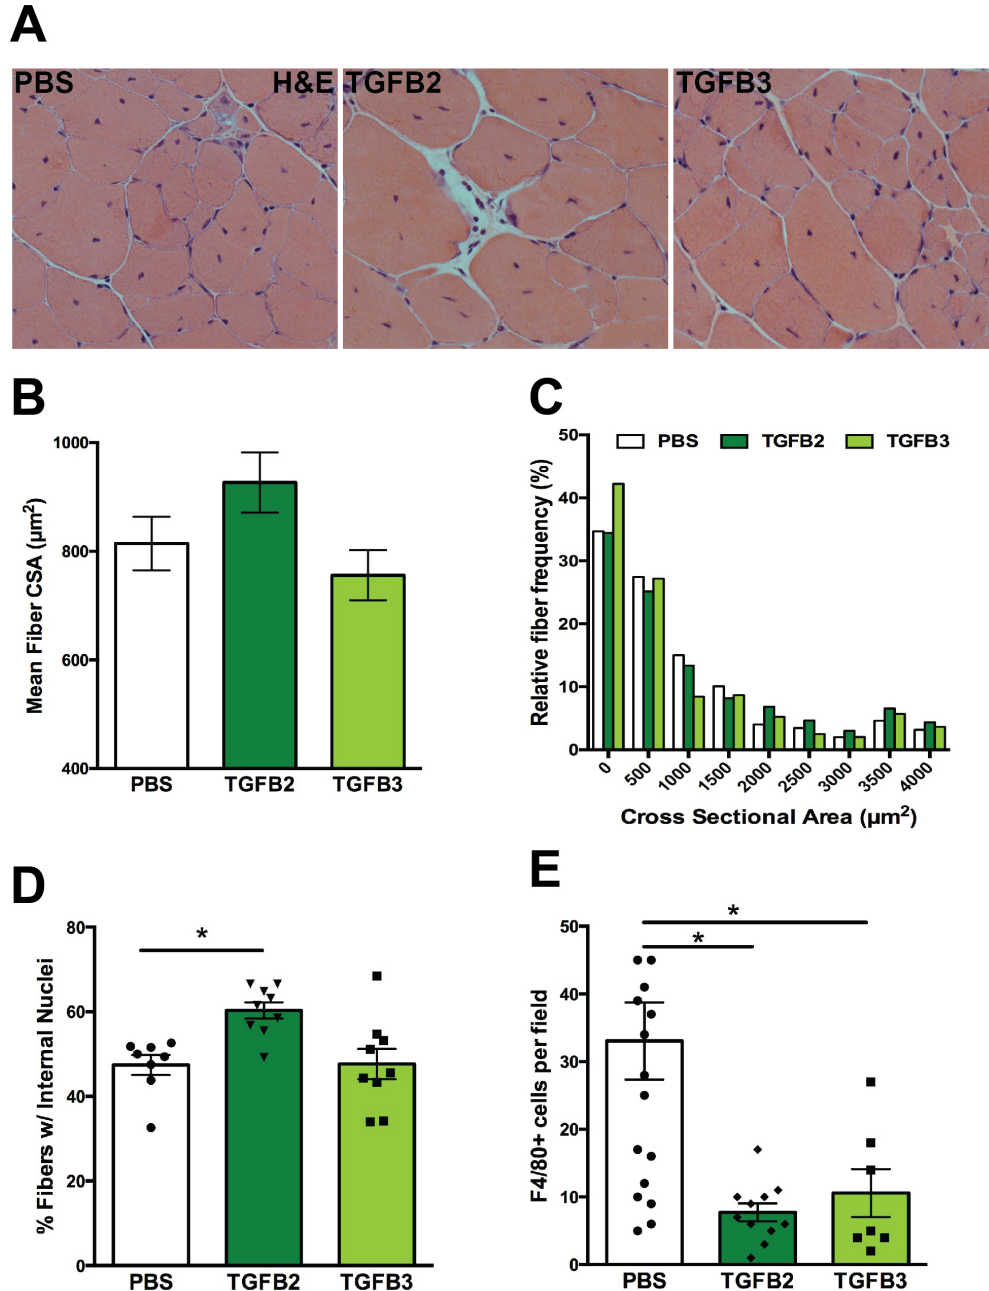 A
PBS H&E TGFB2 TGFB3
B
1000
800
600
400
Mean Fiber CSA (µm²)
PBS TGFB2 TGFB3
C
PBS TGFB2 TGFB3
50
40
30
20
10
0
Relative fiber frequency (%)
0 500 1000 1500 2000 2500 3000 3500 4000
Cross Sectional Area (µm²)
D
80
60
40
20
0
% Fibers w/ Internal Nuclei
*
PBS TGFB2 TGFB3
E
50
40
30
20
10
0
F4/80+ cells per field
*
*
PBS TGFB2 TGFB3